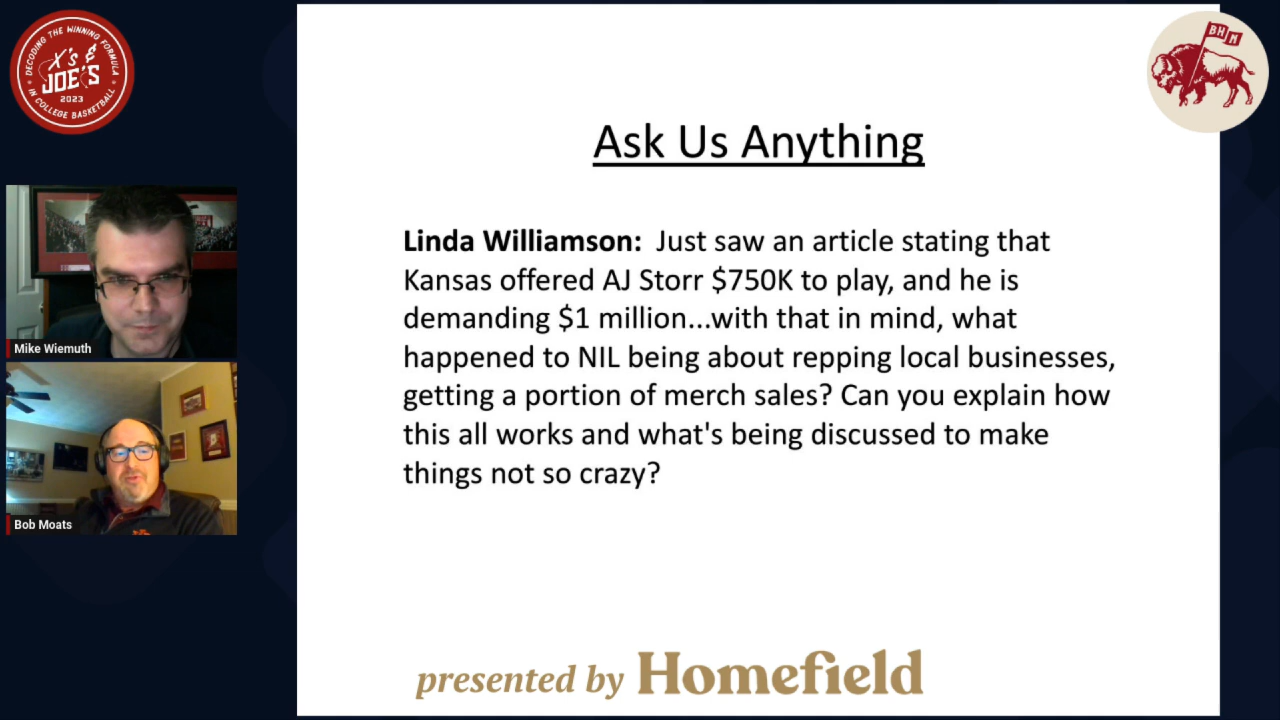 DECODING THE WINNING FORMULA
X's &
JOE'S
2023
IN COLLEGE BASKETBALL
BHM
Ask Us Anything
Linda Williamson: Just saw an article stating that
Kansas offered AJ Storr $750K to play, and he is
demanding $1 million...with that in mind, what
happened to NIL being about repping local businesses,
getting a portion of merch sales? Can you explain how
this all works and what's being discussed to make
things not so crazy?
Mike Wiemuth
Bob Moats
presented by Homefield